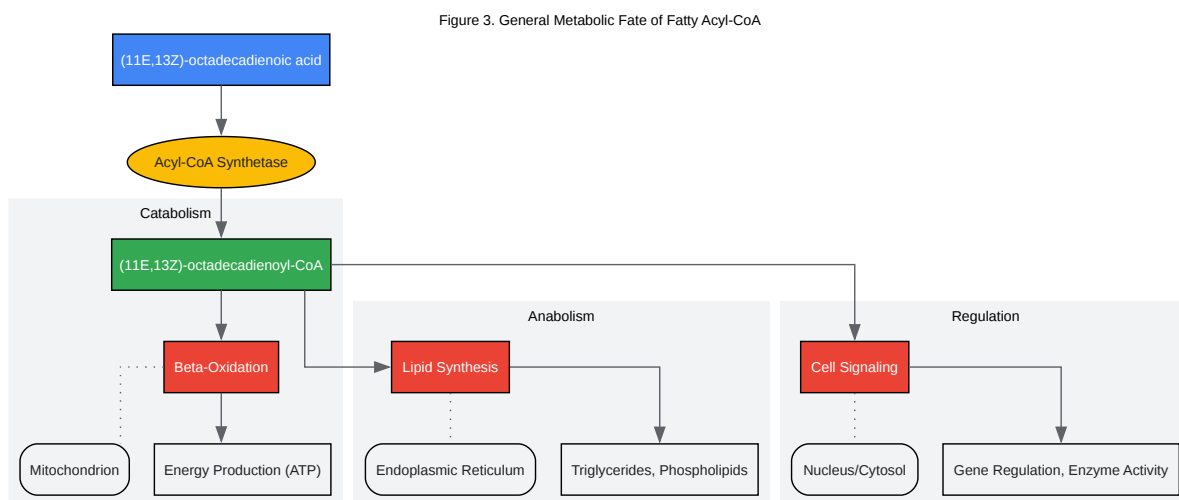 Figure 3. General Metabolic Fate of Fatty Acyl-CoA
(11E,13Z)-octadecadienoic acid
Acyl-CoA Synthetase
Catabolism
(11E,13Z)-octadecadienoyl-CoA
Anabolism
Regulation
Beta-Oxidation
Lipid Synthesis
Cell Signaling
Mitochondrion
Energy Production (ATP)
Endoplasmic Reticulum
Triglycerides, Phospholipids
Nucleus/Cytosol
Gene Regulation, Enzyme Activity